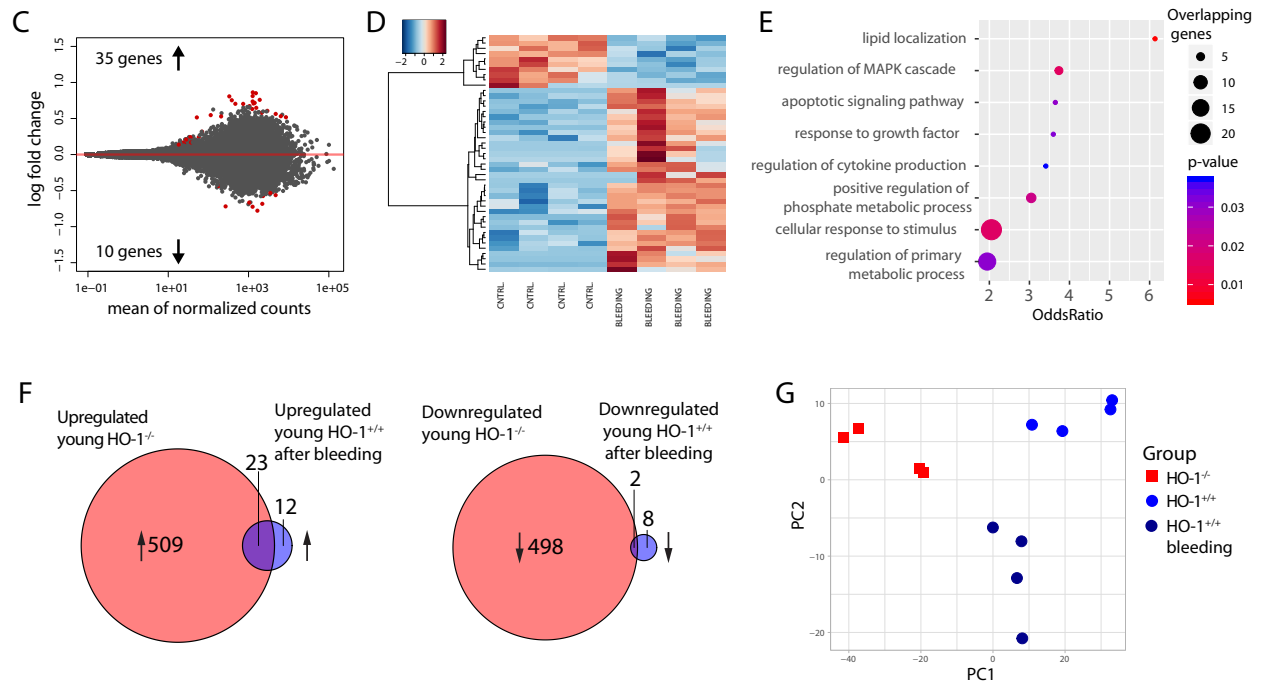 C
35 genes
10 genes
log fold change
1.5
1.0
0.5
0.0
−0.5
−1.0
−1.5
1e−01 1e+01 1e+03 1e+05
mean of normalized counts
D
−2 0 2
CNTRL. CNTRL. CNTRL. CNTRL. BLEEDING BLEEDING BLEEDING BLEEDING
E
lipid localization
regulation of MAPK cascade
apoptotic signaling pathway
response to growth factor
regulation of cytokine production
positive regulation of
phosphate metabolic process
cellular response to stimulus
regulation of primary
metabolic process
2 3 4 5 6
OddsRatio
Overlapping
genes
5
10
15
20
p-value
0.03
0.02
0.01
F
Upregulated
young HO-1-/-
Upregulated
young HO-1+/+
after bleeding
23
12
509
Downregulated
young HO-1-/-
Downregulated
young HO-1+/+
after bleeding
2
8
498
G
PC2
10
0
−10
−20
−40 −20 0 20
PC1
Group
HO-1-/-
HO-1+/+
HO-1+/+
bleeding